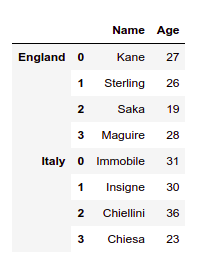 Name Age
England 0 Kane 27
1 Sterling 26
2 Saka 19
3 Maguire 28
Italy 0 Immobile 31
1 Insigne 30
2 Chiellini 36
3 Chiesa 23